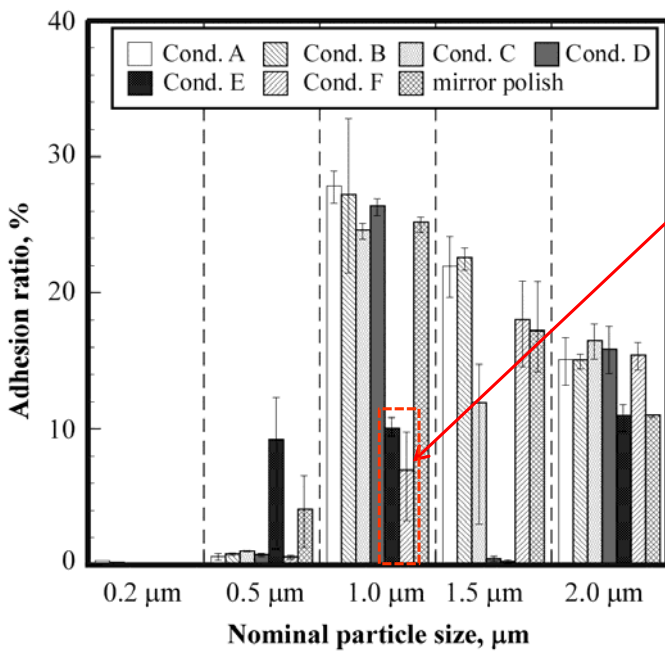 40
Cond. A Cond. B Cond. C Cond. D
Cond. E Cond. F mirror polish
30
20
10
0
Adhesion ratio, %
0.2 μm 0.5 μm 1.0 μm 1.5 μm 2.0 μm
Nominal particle size, μm